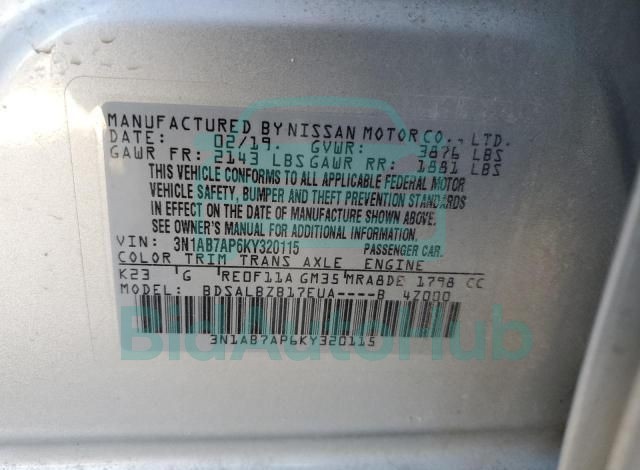 MANUFACTURED BY NISSAN MOTOR CO., LTD.
DATE: 02/19. GVWR: 3876 LBS
GAWR FR: 2143 LBS GAWR RR: 1881 LBS
THIS VEHICLE CONFORMS TO ALL APPLICABLE FEDERAL MOTOR
VEHICLE SAFETY, BUMPER AND THEFT PREVENTION STANDARDS
IN EFFECT ON THE DATE OF MANUFACTURE SHOWN ABOVE.
SEE OWNER'S MANUAL FOR ADDITIONAL INFORMATION
VIN: 3N1AB7AP6KY320115 PASSENGER CAR
COLOR TRIM TRANS AXLE ENGINE
K23 G RE0F11A GM35 MRA8DE 1798 CC
MODEL: BDSALBZB17EUA----B 4Z000
3N1AB7AP6KY320115
BidAutoHub